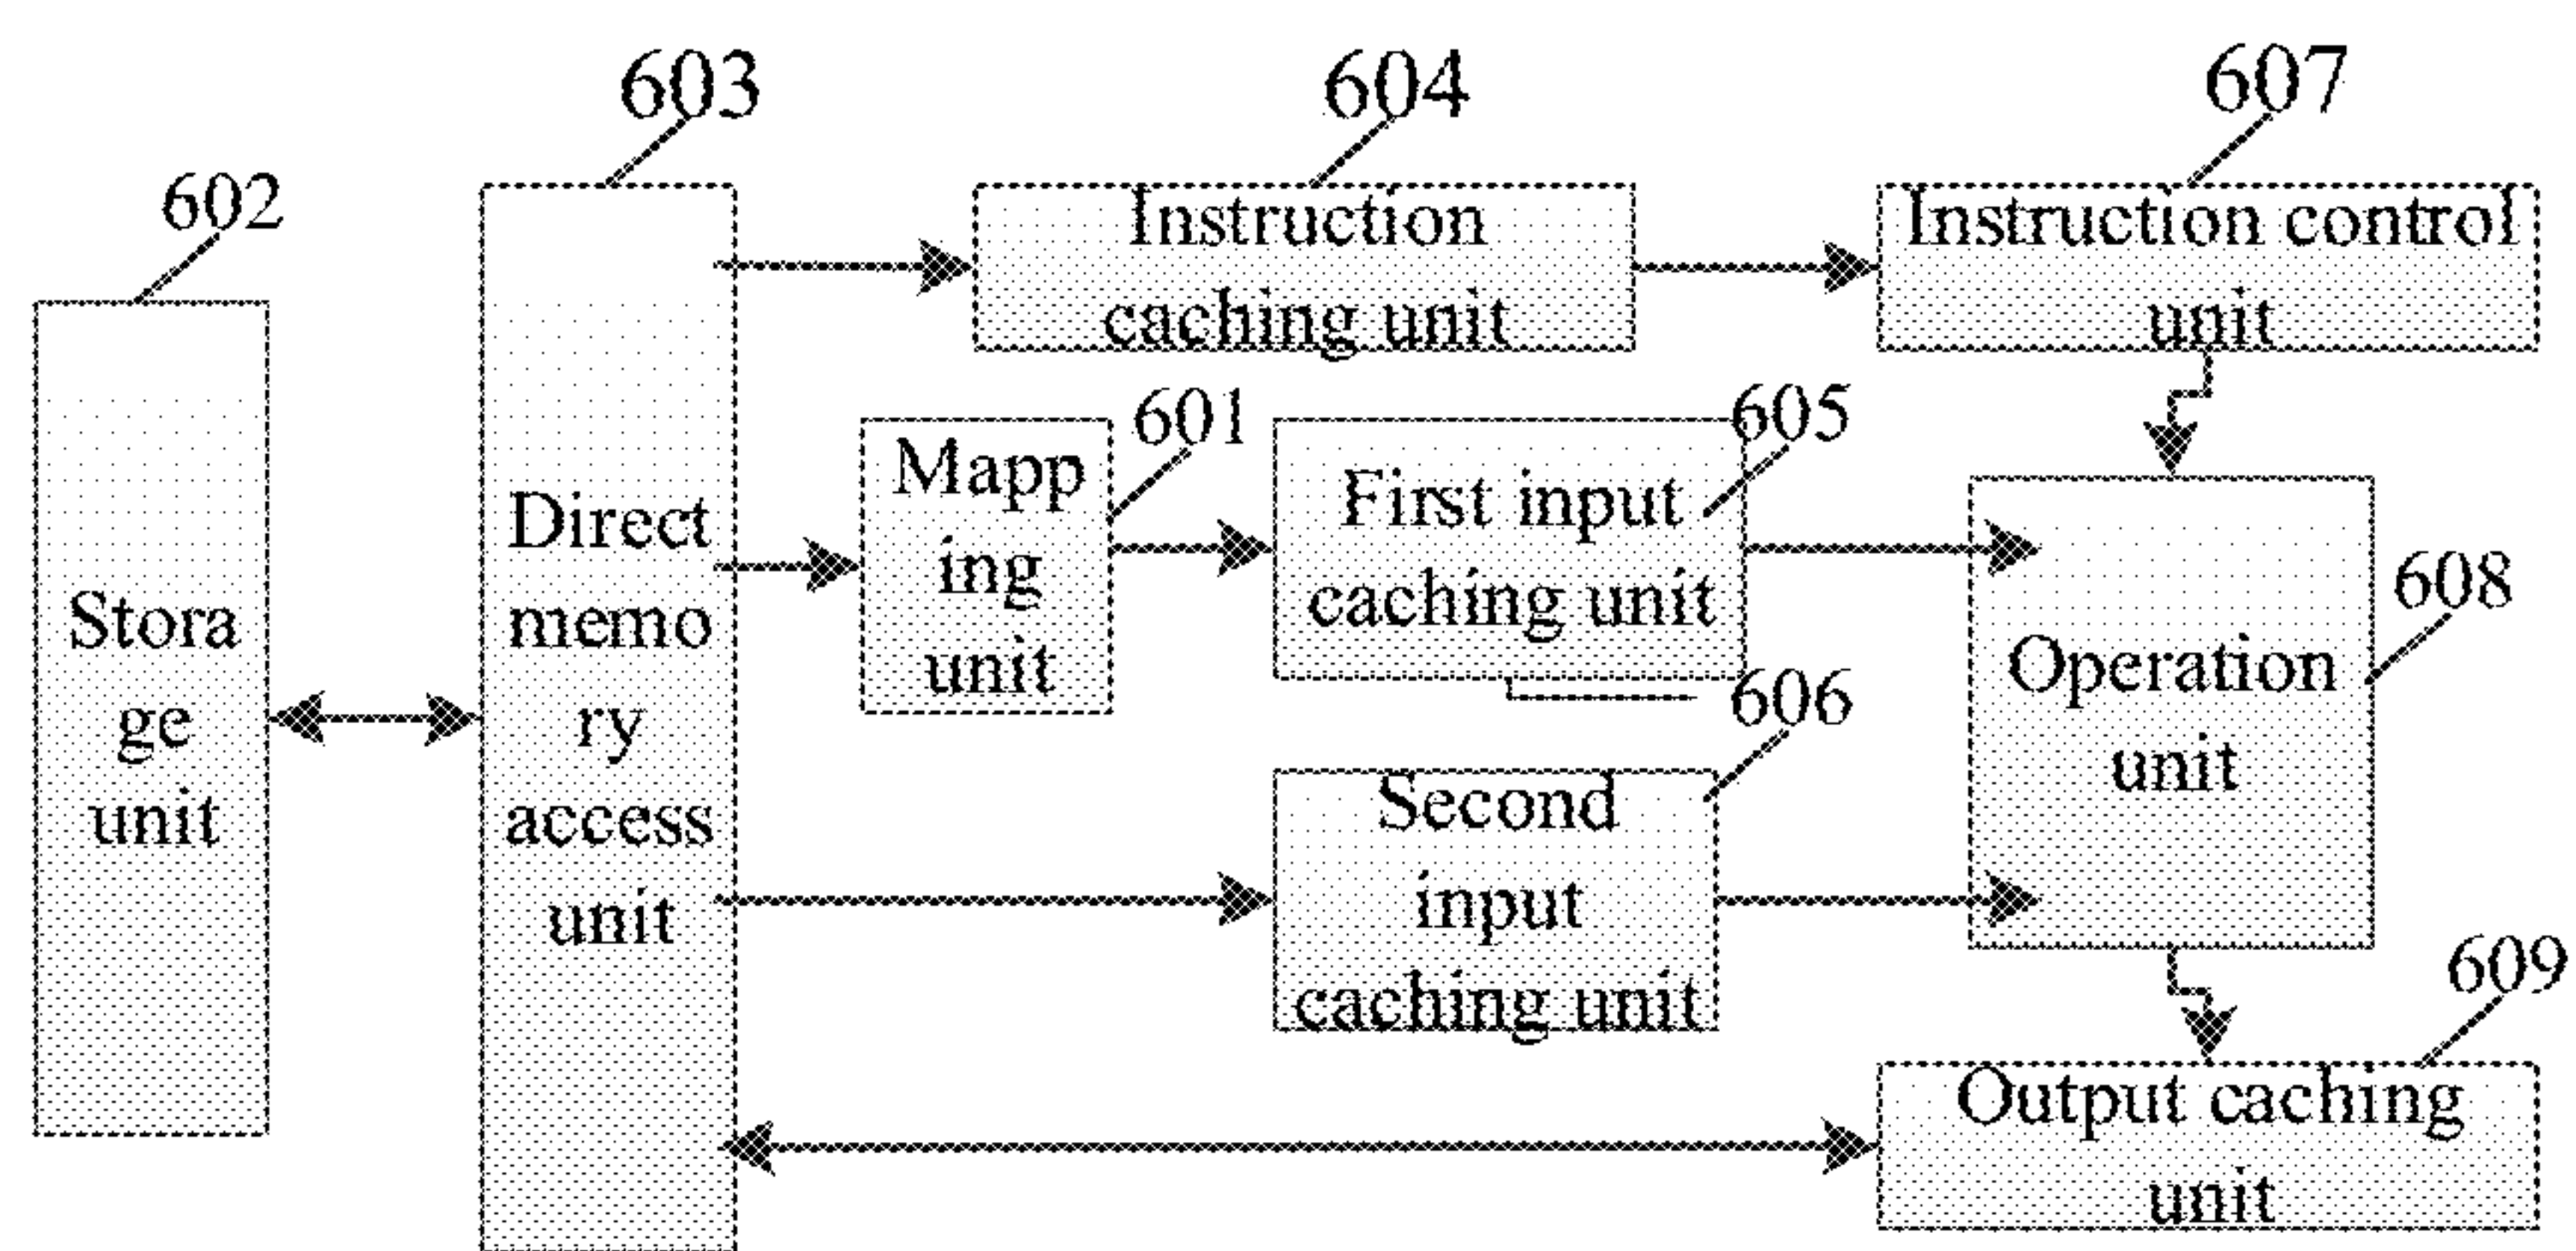 603
604
607
602
Instruction
caching unit
Instruction control
unit
601
605
Mapp
ing
unit
First input
caching unit
Direct
memo
ry
access
unit
Stora
ge
unit
608
Operation
unit
606
Second
input
caching unit
609
Output caching
unit